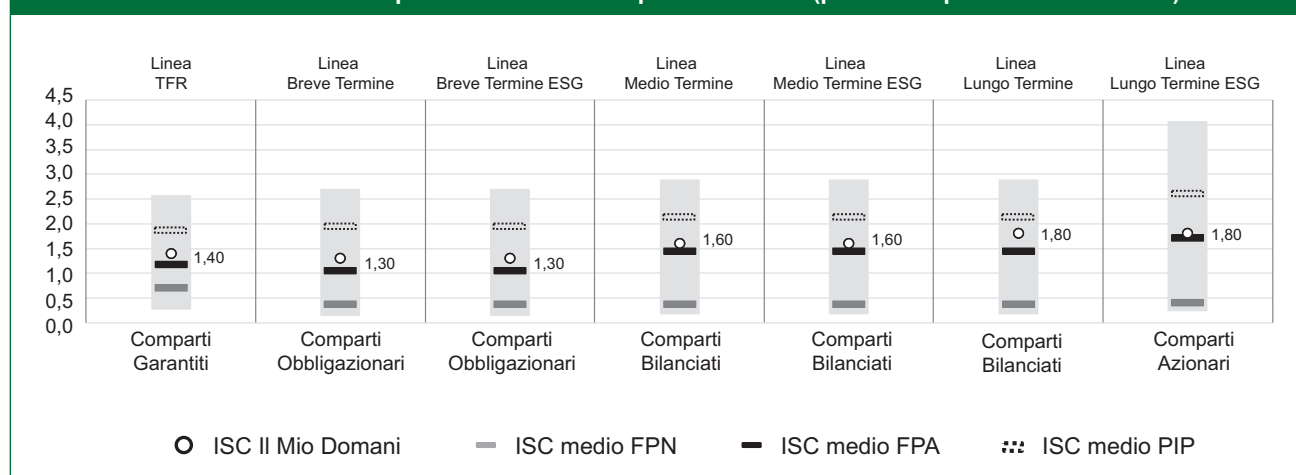 Linea
TFR
Linea
Breve Termine
Linea
Breve Termine ESG
Linea
Medio Termine
Linea
Medio Termine ESG
Linea
Lungo Termine
Linea
Lungo Termine ESG
4,5
4,0
3,5
3,0
2,5
2,0
1,5
1,0
0,5
0,0
1,40
1,30
1,30
1,60
1,60
1,80
1,80
Comparti
Garantiti
Comparti
Obbligazionari
Comparti
Obbligazionari
Comparti
Bilanciati
Comparti
Bilanciati
Comparti
Bilanciati
Comparti
Azionari
ISC Il Mio Domani
ISC medio FPN
ISC medio FPA
ISC medio PIP